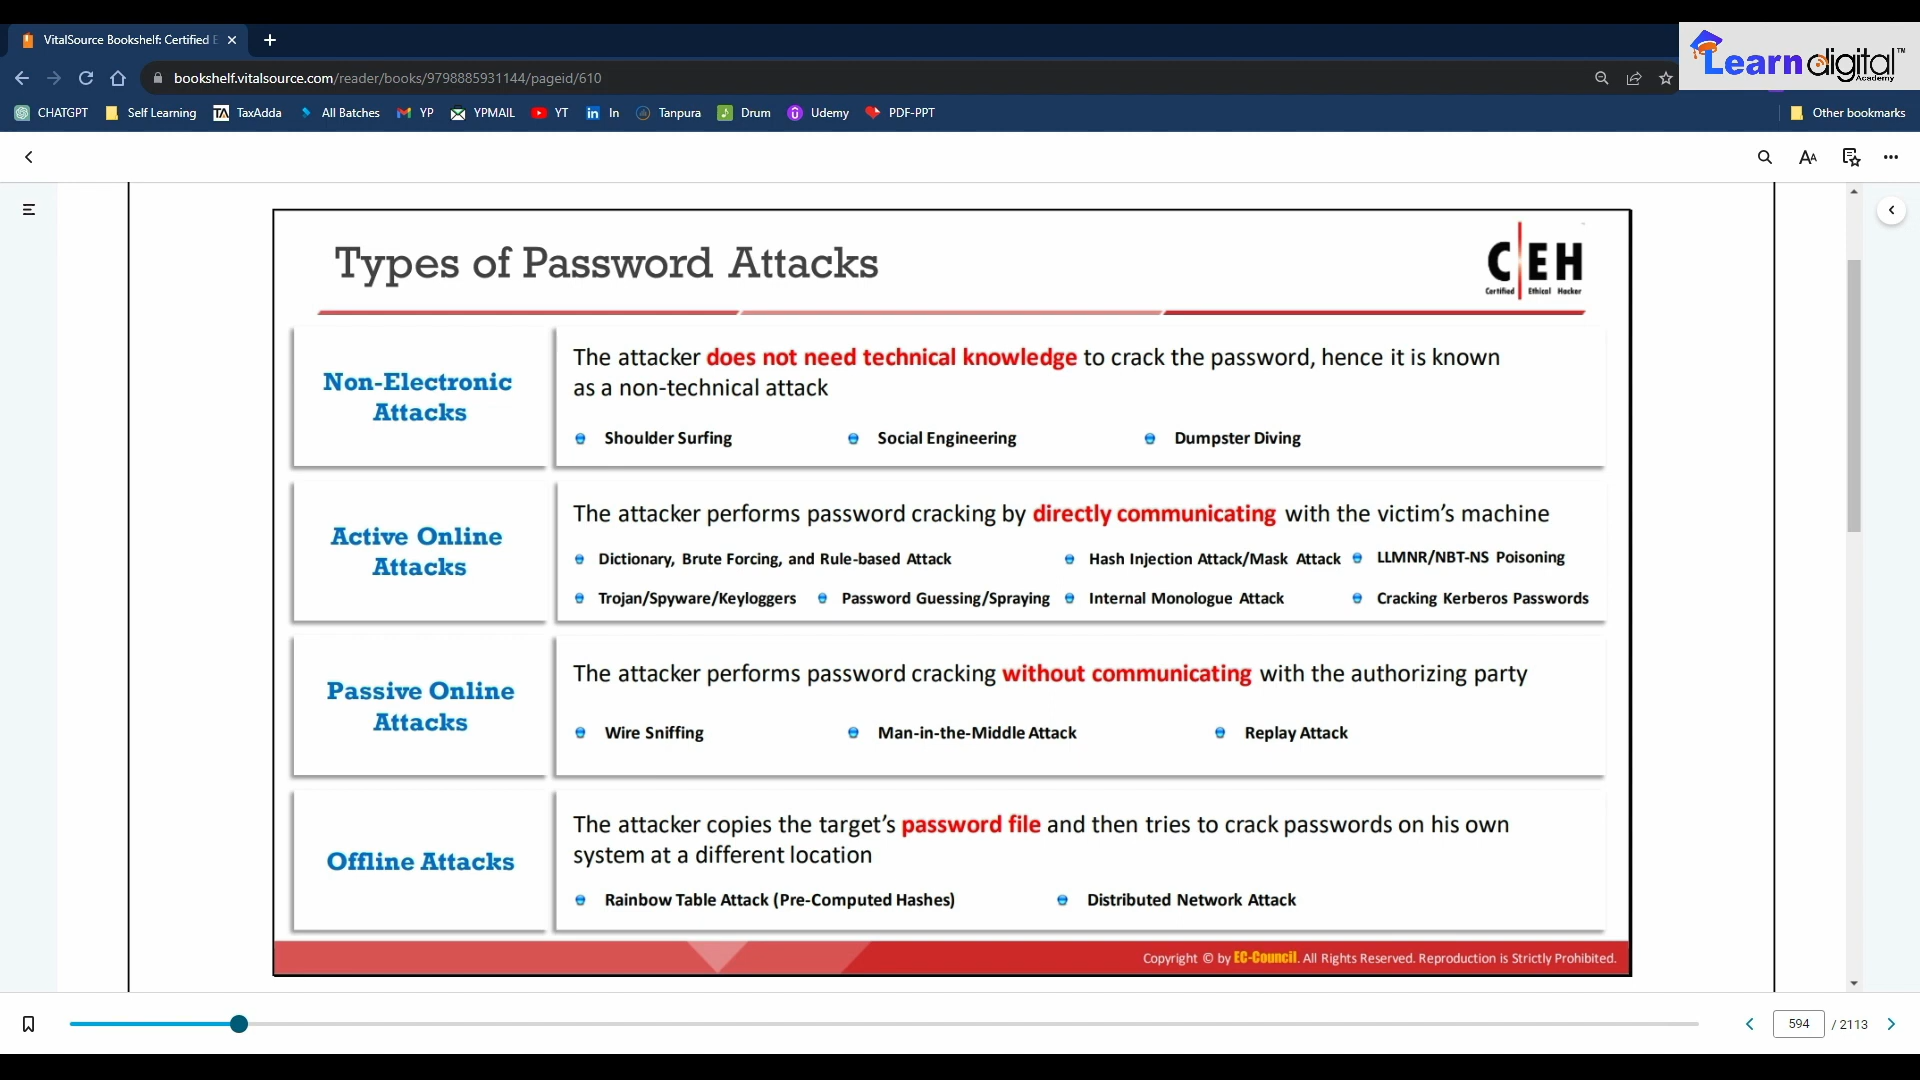 VitalSource Bookshelf: Certified E
Learn digital™
Academy
bookshelf.vitalsource.com/reader/books/9798885931144/pageid/610
CHATGPT Self Learning TA TaxAdda All Batches YP YPMAIL YT in In Tanpura Drum Udemy PDF-PPT Other bookmarks
Types of Password Attacks
CEH
Certified Ethical Hacker
Non-Electronic
Attacks
The attacker does not need technical knowledge to crack the password, hence it is known
as a non-technical attack
Shoulder Surfing Social Engineering Dumpster Diving
Active Online
Attacks
The attacker performs password cracking by directly communicating with the victim's machine
Dictionary, Brute Forcing, and Rule-based Attack Hash Injection Attack/Mask Attack LLMNR/NBT-NS Poisoning
Trojan/Spyware/Keyloggers Password Guessing/Spraying Internal Monologue Attack Cracking Kerberos Passwords
Passive Online
Attacks
The attacker performs password cracking without communicating with the authorizing party
Wire Sniffing Man-in-the-Middle Attack Replay Attack
Offline Attacks
The attacker copies the target's password file and then tries to crack passwords on his own
system at a different location
Rainbow Table Attack (Pre-Computed Hashes) Distributed Network Attack
Copyright © by EC-Council. All Rights Reserved. Reproduction is Strictly Prohibited.
594 / 2113